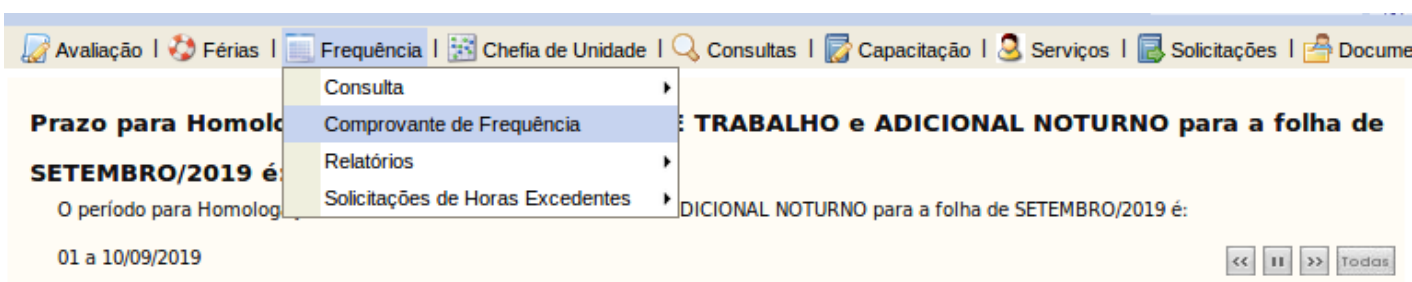 Avaliação | Férias | Frequência | Chefia de Unidade | Consultas | Capacitação | Serviços | Solicitações | Docume
Consulta
Comprovante de Frequência
Relatórios
Solicitações de Horas Excedentes
Prazo para Homolo E TRABALHO e ADICIONAL NOTURNO para a folha de
SETEMBRO/2019 é:
O período para Homolog DICIONAL NOTURNO para a folha de SETEMBRO/2019 é:
01 a 10/09/2019
<< II >> Todas